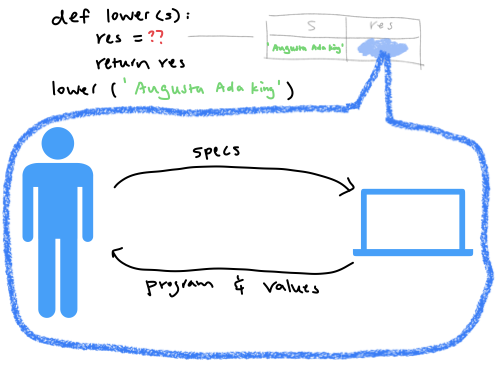 def lower(s):
res = ??
return res
lower ('Augusta Ada king')
s res
'Augusta Ada king'
specs
program & values